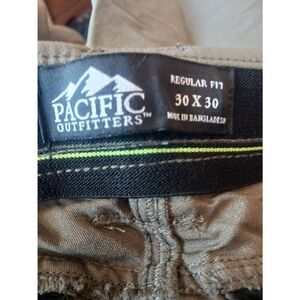 PACIFIC
OUTFITTERS™
REGULAR FIT
30 X 30
MADE IN BANGLADESH